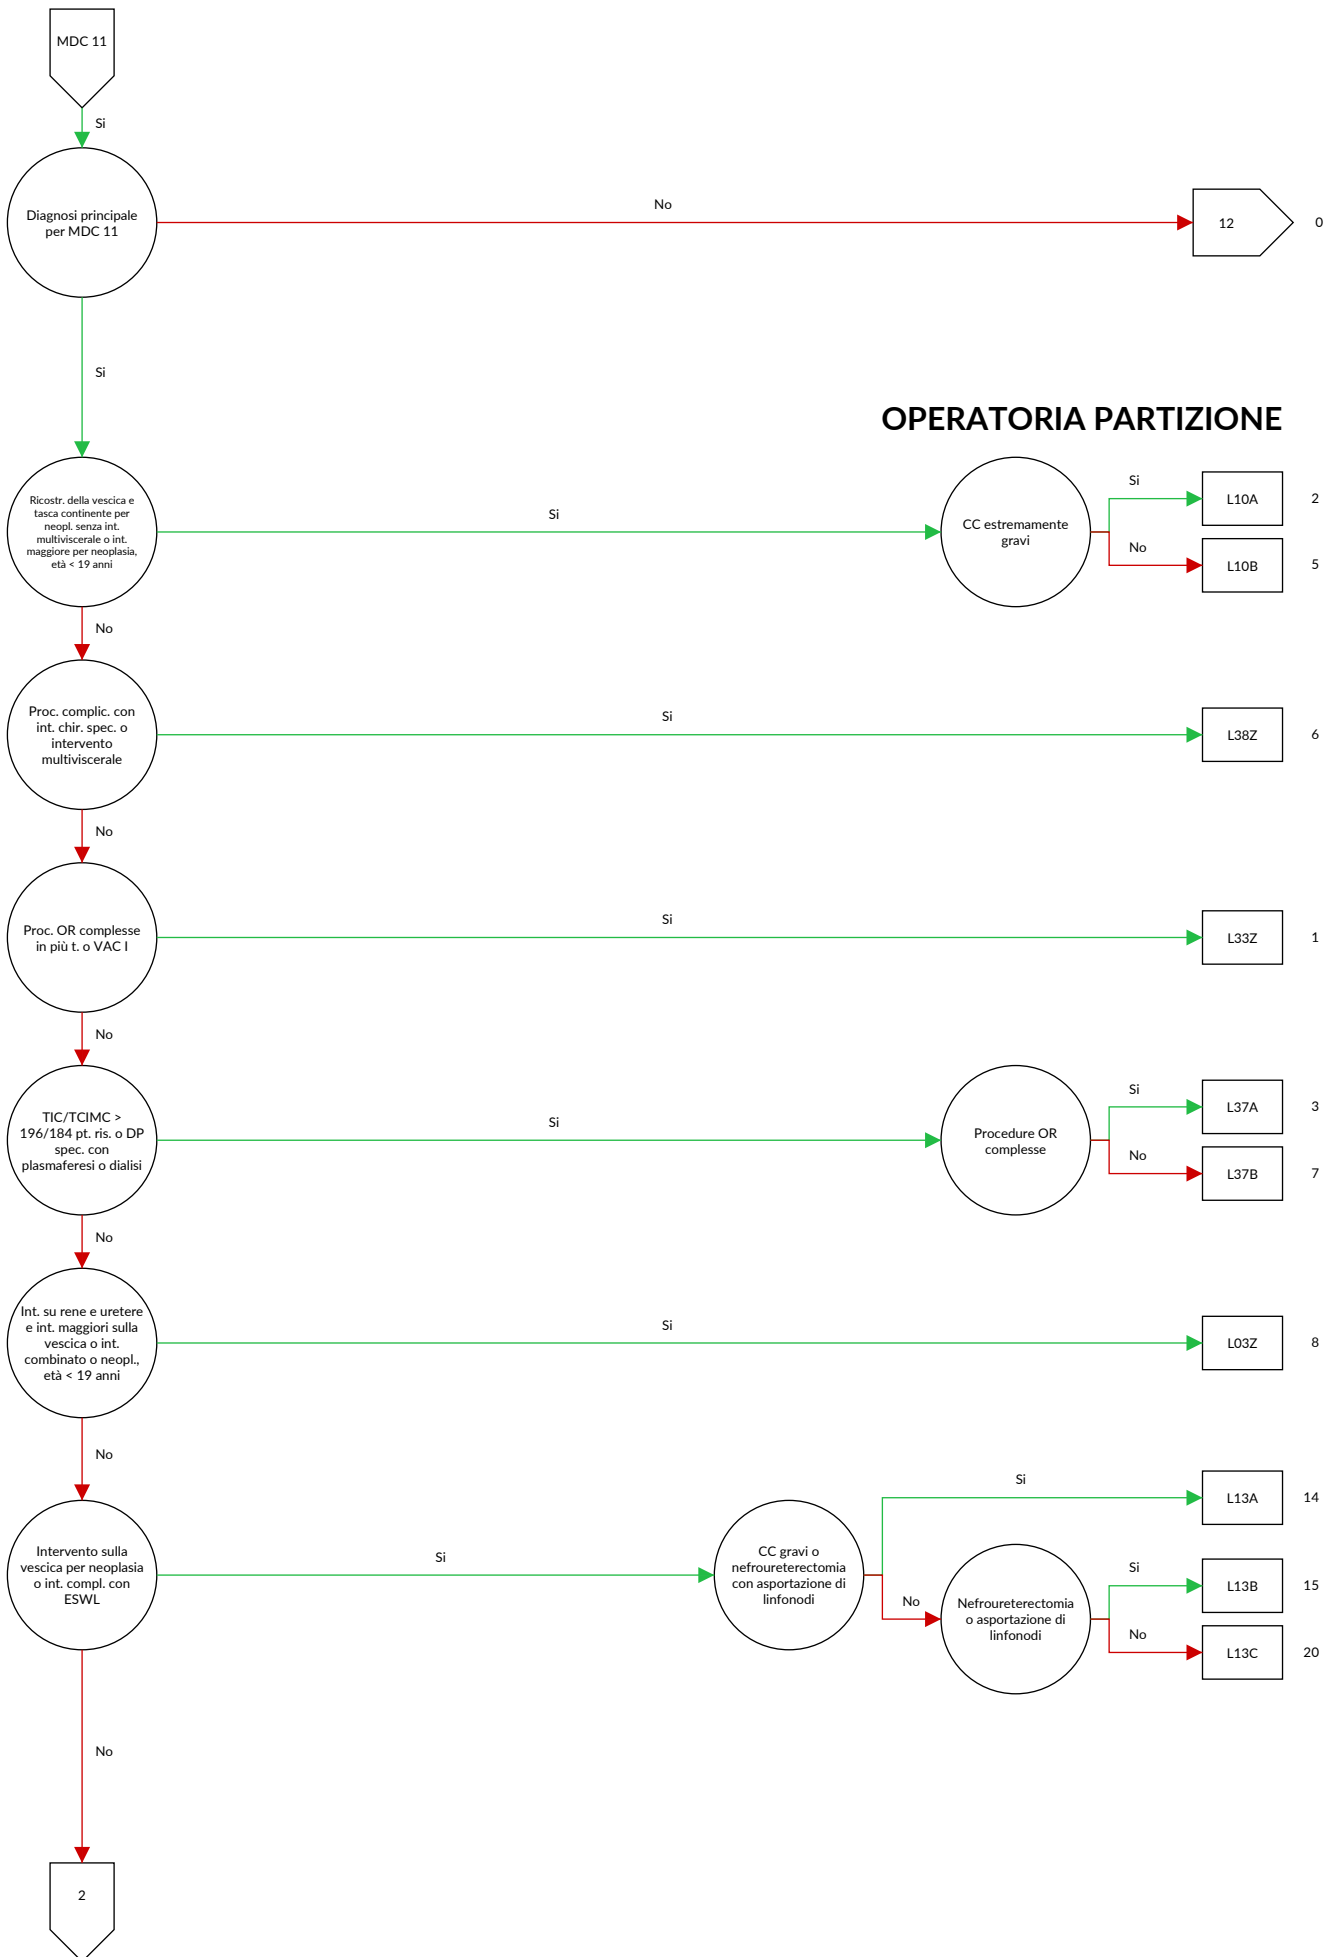 MDC 11
Si
Diagnosi principale
per MDC 11
No
12
0
Si
OPERATORIA PARTIZIONE
Ricostr. della vescica e
tasca continente per
neopl. senza int.
multiviscerale o int.
maggiore per neoplasia,
età < 19 anni
Si
CC estremamente
gravi
Si
L10A
2
No
L10B
5
No
Proc. complic. con
int. chir. spec. o
intervento
multiviscerale
Si
L38Z
6
No
Proc. OR complesse
in più t. o VAC I
Si
L33Z
1
No
TIC/TCIMC >
196/184 pt. ris. o DP
spec. con
plasmaferesi o dialisi
Si
Procedure OR
complesse
Si
L37A
3
No
L37B
7
No
Int. su rene e uretere
e int. maggiori sulla
vescica o int.
combinato o neopl.,
età < 19 anni
Si
L03Z
8
No
Intervento sulla
vescica per neoplasia
o int. compl. con
ESWL
Si
CC gravi o
nefroureterectomia
con asportazione di
linfonodi
Si
L13A
14
No
Nefroureterectomia
o asportazione di
linfonodi
Si
L13B
15
No
L13C
20
No
2